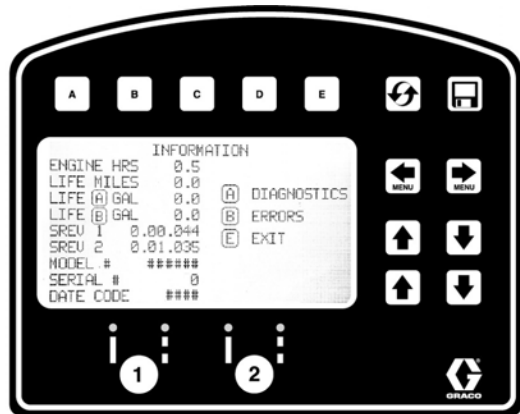 A B C D E
INFORMATION
ENGINE HRS 0.5
LIFE MILES 0.0
LIFE A GAL 0.0
LIFE B GAL 0.0
SREV 1 0.00.044
SREV 2 0.01.035
MODEL # ######
SERIAL # 0
DATE CODE ####
A DIAGNOSTICS
B ERRORS
E EXIT
MENU MENU
1 2
G
GRACO